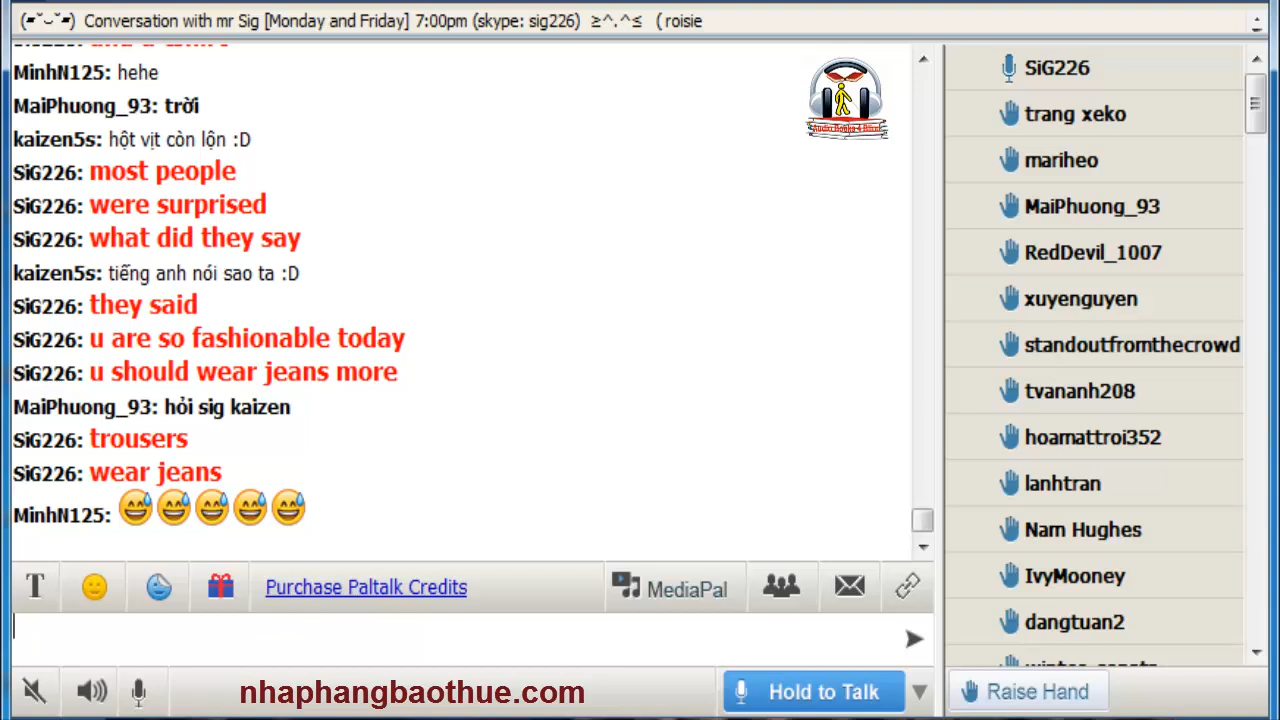 (▰˘◡˘▰) Conversation with mr Sig [Monday and Friday] 7:00pm (skype: sig226) ≥^.^≤ ( roisie
MinhN125: hehe
MaiPhuong_93: trời
kaizen5s: hột vịt còn lộn :D
SiG226: most people
SiG226: were surprised
SiG226: what did they say
kaizen5s: tiếng anh nói sao ta :D
SiG226: they said
SiG226: u are so fashionable today
SiG226: u should wear jeans more
MaiPhuong_93: hỏi sig kaizen
SiG226: trousers
SiG226: wear jeans
MinhN125: 😅😅😅😅😅
Audio Books 4 Blind
T
Purchase Paltalk Credits
MediaPal
nhaphangbaothue.com
Hold to Talk
SiG226
trang xeko
mariheo
MaiPhuong_93
RedDevil_1007
xuyenguyen
standoutfromthecrowd
tvananh208
hoamattroi352
lanhtran
Nam Hughes
IvyMooney
dangtuan2
Raise Hand